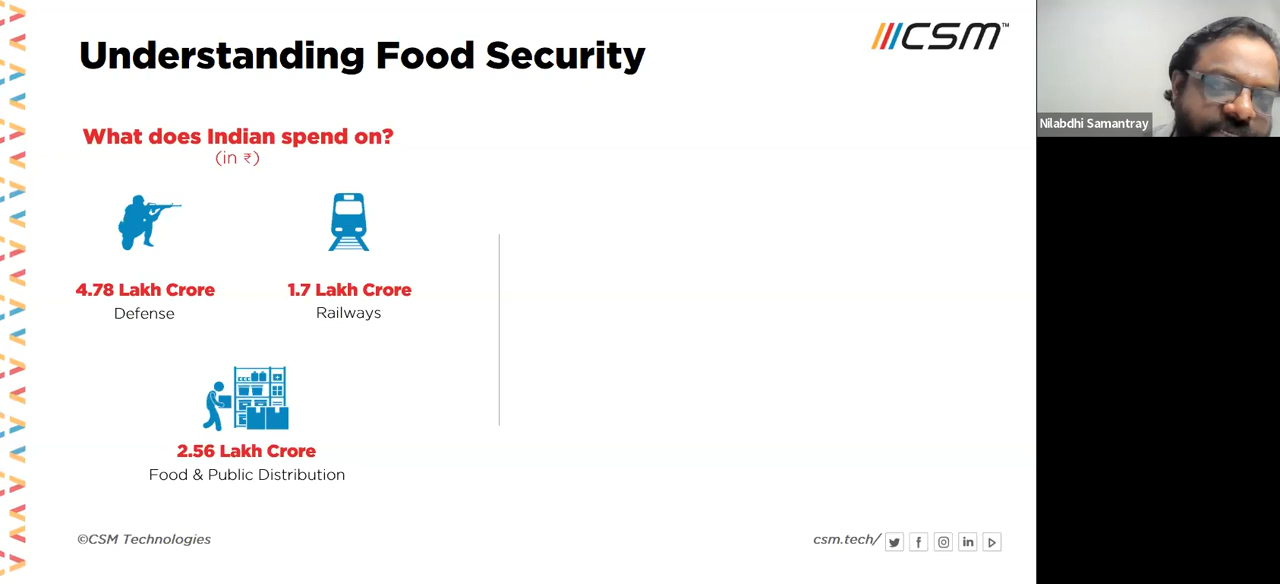 Understanding Food Security
CSM™
What does Indian spend on?
(in ₹)
4.78 Lakh Crore
Defense
1.7 Lakh Crore
Railways
2.56 Lakh Crore
Food & Public Distribution
©CSM Technologies
csm.tech/
Nilabdhi Samantray